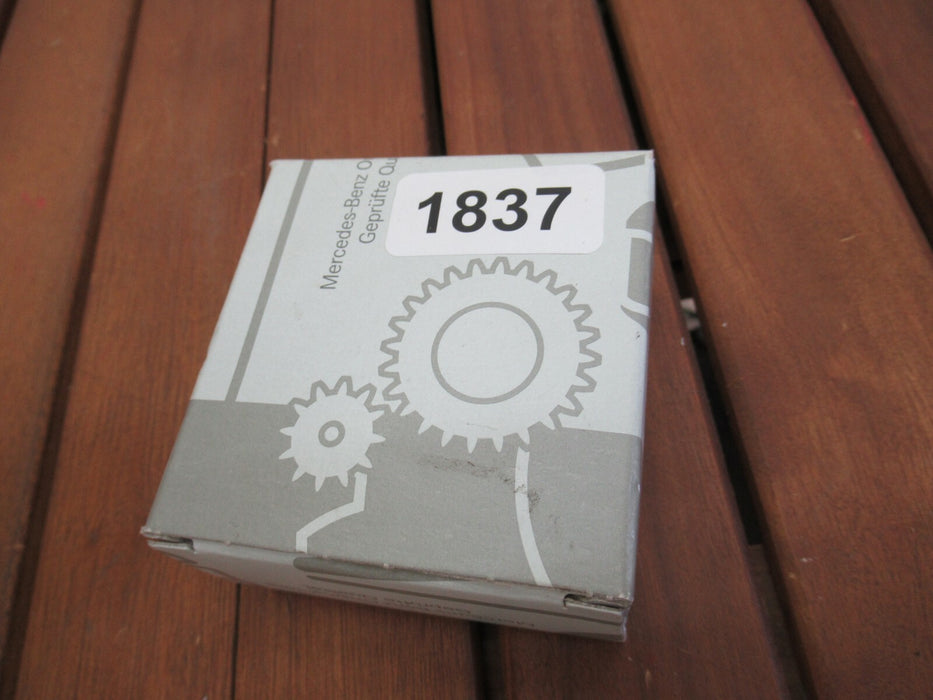 1837
Mercedes-Benz O
Geprüfte Qu